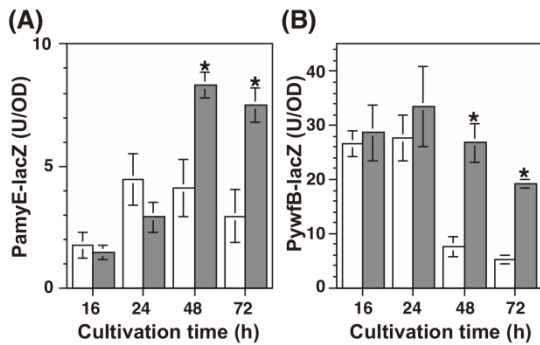 (A)
PamyE-lacZ (U/OD)
10
5
0
*
*
16 24 48 72
Cultivation time (h)
(B)
PywfB-lacZ (U/OD)
40
30
20
10
0
*
*
16 24 48 72
Cultivation time (h)